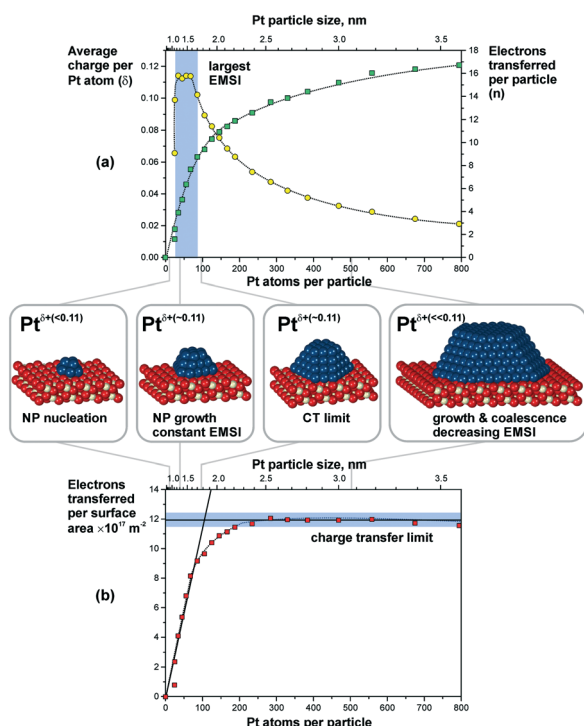 Pt particle size, nm
1.0 1.5 2.0 2.5 3.0 3.5
Average
charge per
Pt atom (δ)
largest
EMSI
Electrons
transferred
per particle
(n)
0.12
0.10
0.08
0.06
0.04
0.02
0.00
18
16
14
12
10
8
6
4
2
0
(a)
0 100 200 300 400 500 600 700 800
Pt atoms per particle
Pt δ+(<0.11)
NP nucleation
Pt δ+(~0.11)
NP growth
constant EMSI
Pt δ+(~0.11)
CT limit
Pt δ+(<<0.11)
growth & coalescence
decreasing EMSI
Pt particle size, nm
1.0 1.5 2.0 2.5 3.0 3.5
Electrons
transferred
per surface
area ×10¹⁷ m⁻²
14
12
10
8
6
4
2
0
charge transfer limit
(b)
0 100 200 300 400 500 600 700 800
Pt atoms per particle